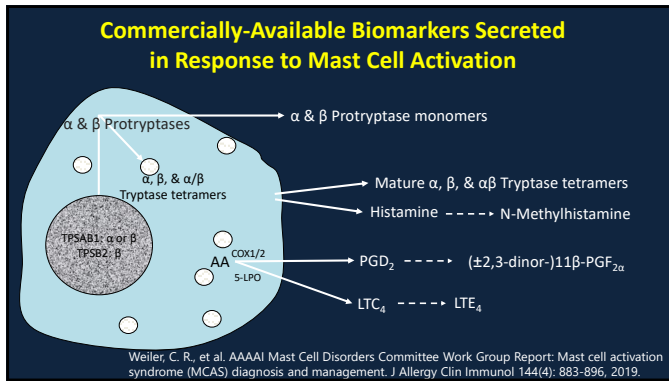 Commercially-Available Biomarkers Secreted
in Response to Mast Cell Activation
α & β Protryptases
α & β Protryptase monomers
α, β, & α/β
Tryptase tetramers
Mature α, β, & αβ Tryptase tetramers
Histamine
N-Methylhistamine
TPSAB1: α or β
TPSB2: β
AA
COX1/2
5-LPO
PGD₂
(±2,3-dinor-)11β-PGF₂α
LTC₄
LTE₄
Weiler, C. R., et al. AAAAI Mast Cell Disorders Committee Work Group Report: Mast cell activation
syndrome (MCAS) diagnosis and management. J Allergy Clin Immunol 144(4): 883-896, 2019.